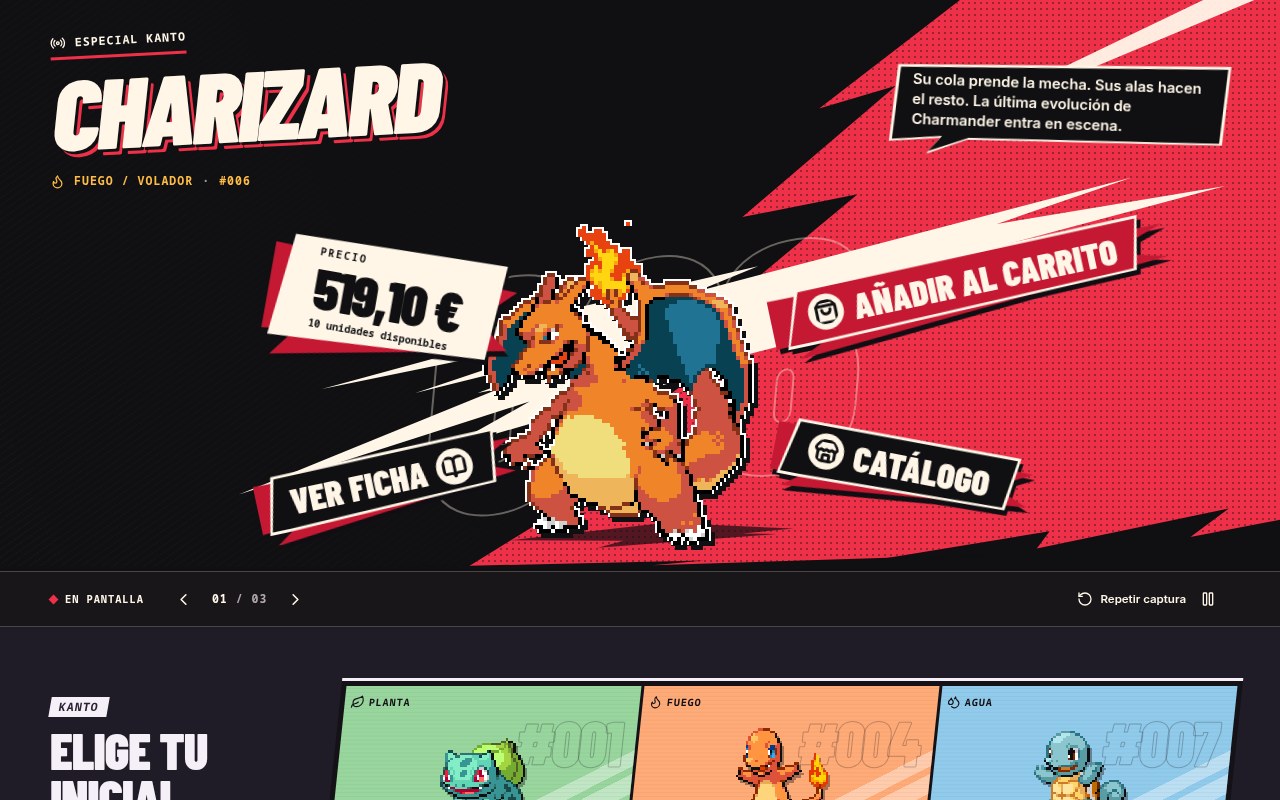 ESPECIAL KANTO
CHARIZARD
FUEGO / VOLADOR · #006
Su cola prende la mecha. Sus alas hacen
el resto. La última evolución de
Charmander entra en escena.
PRECIO
519,10 €
10 unidades disponibles
AÑADIR AL CARRITO
VER FICHA
CATÁLOGO
EN PANTALLA
01 / 03
Repetir captura
KANTO
ELIGE TU
INICIAL
PLANTA
#001
FUEGO
#004
AGUA
#007